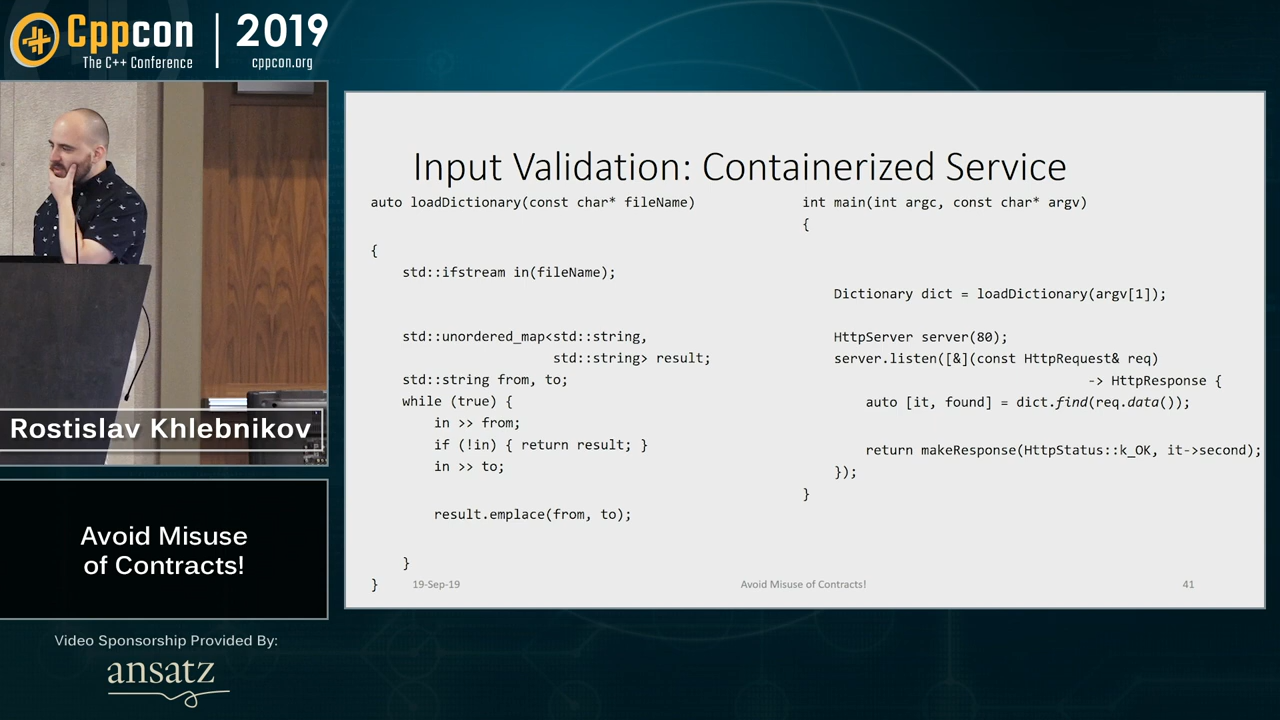 Cppcon
The C++ Conference
2019
cppcon.org
Rostislav Khlebnikov
Avoid Misuse
of Contracts!
Video Sponsorship Provided By:
ansatz
Input Validation: Containerized Service
auto loadDictionary(const char* fileName)
{
    std::ifstream in(fileName);
    std::unordered_map<std::string,
                       std::string> result;
    std::string from, to;
    while (true) {
        in >> from;
        if (!in) { return result; }
        in >> to;
        result.emplace(from, to);
    }
}
int main(int argc, const char* argv)
{
    Dictionary dict = loadDictionary(argv[1]);
    HttpServer server(80);
    server.listen([&](const HttpRequest& req)
                                    -> HttpResponse {
        auto [it, found] = dict.find(req.data());
        return makeResponse(HttpStatus::k_OK, it->second);
    });
}
19-Sep-19
Avoid Misuse of Contracts!
41